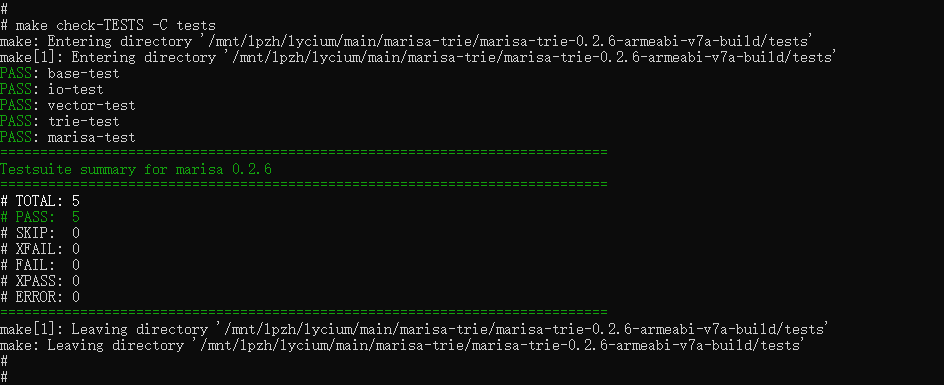 #
# make check-TESTS -C tests
make: Entering directory '/mnt/lpzh/lycium/main/marisa-trie/marisa-trie-0.2.6-armeabi-v7a-build/tests'
make[1]: Entering directory '/mnt/lpzh/lycium/main/marisa-trie/marisa-trie-0.2.6-armeabi-v7a-build/tests'
PASS: base-test
PASS: io-test
PASS: vector-test
PASS: trie-test
PASS: marisa-test
============================================================================
Testsuite summary for marisa 0.2.6
============================================================================
# TOTAL: 5
# PASS:  5
# SKIP:  0
# XFAIL: 0
# FAIL:  0
# XPASS: 0
# ERROR: 0
============================================================================
make[1]: Leaving directory '/mnt/lpzh/lycium/main/marisa-trie/marisa-trie-0.2.6-armeabi-v7a-build/tests'
make: Leaving directory '/mnt/lpzh/lycium/main/marisa-trie/marisa-trie-0.2.6-armeabi-v7a-build/tests'
#
#